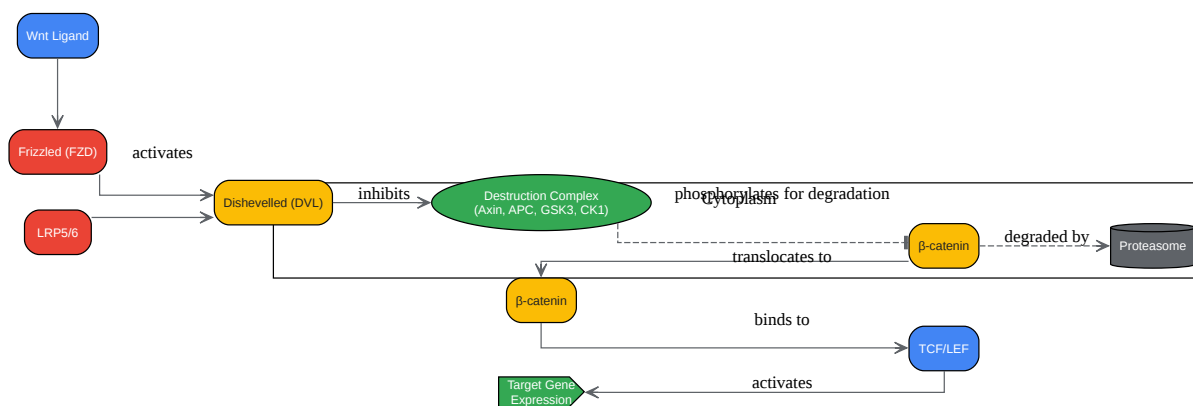 Wnt Ligand
Frizzled (FZD)
activates
LRP5/6
Dishevelled (DVL)
inhibits
Destruction Complex
(Axin, APC, GSK3, CK1)
phosphorylates for degradation
Cytoplasm
β-catenin
degraded by
Proteasome
translocates to
β-catenin
binds to
TCF/LEF
activates
Target Gene
Expression